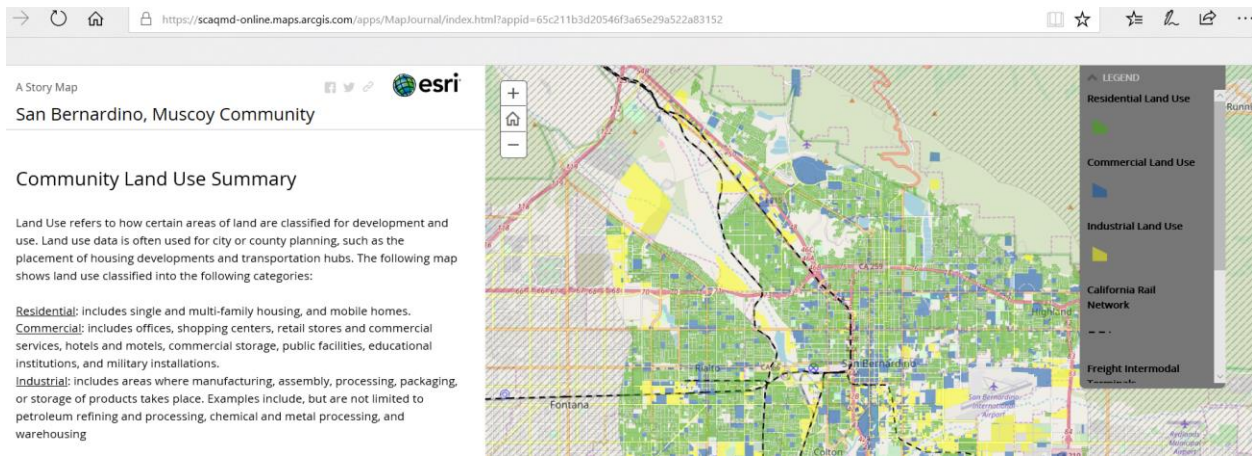 https://scaqmd-online.maps.arcgis.com/apps/MapJournal/index.html?appid=65c211b3d20546f3a65e29a522a83152
A Story Map
esri
San Bernardino, Muscoy Community
Community Land Use Summary
Land Use refers to how certain areas of land are classified for development and
use. Land use data is often used for city or county planning, such as the
placement of housing developments and transportation hubs. The following map
shows land use classified into the following categories:
Residential: includes single and multi-family housing, and mobile homes.
Commercial: includes offices, shopping centers, retail stores and commercial
services, hotels and motels, commercial storage, public facilities, educational
institutions, and military installations.
Industrial: includes areas where manufacturing, assembly, processing, packaging,
or storage of products takes place. Examples include, but are not limited to
petroleum refining and processing, chemical and metal processing, and
warehousing
CA 259
Highland
Rialto
San Bernardino
Fontana
San Bernardino
International
Airport
Colton
Redlands
Municipal
Airport
LEGEND
Residential Land Use
Commercial Land Use
Industrial Land Use
California Rail
Network
Freight Intermodal
Terminals